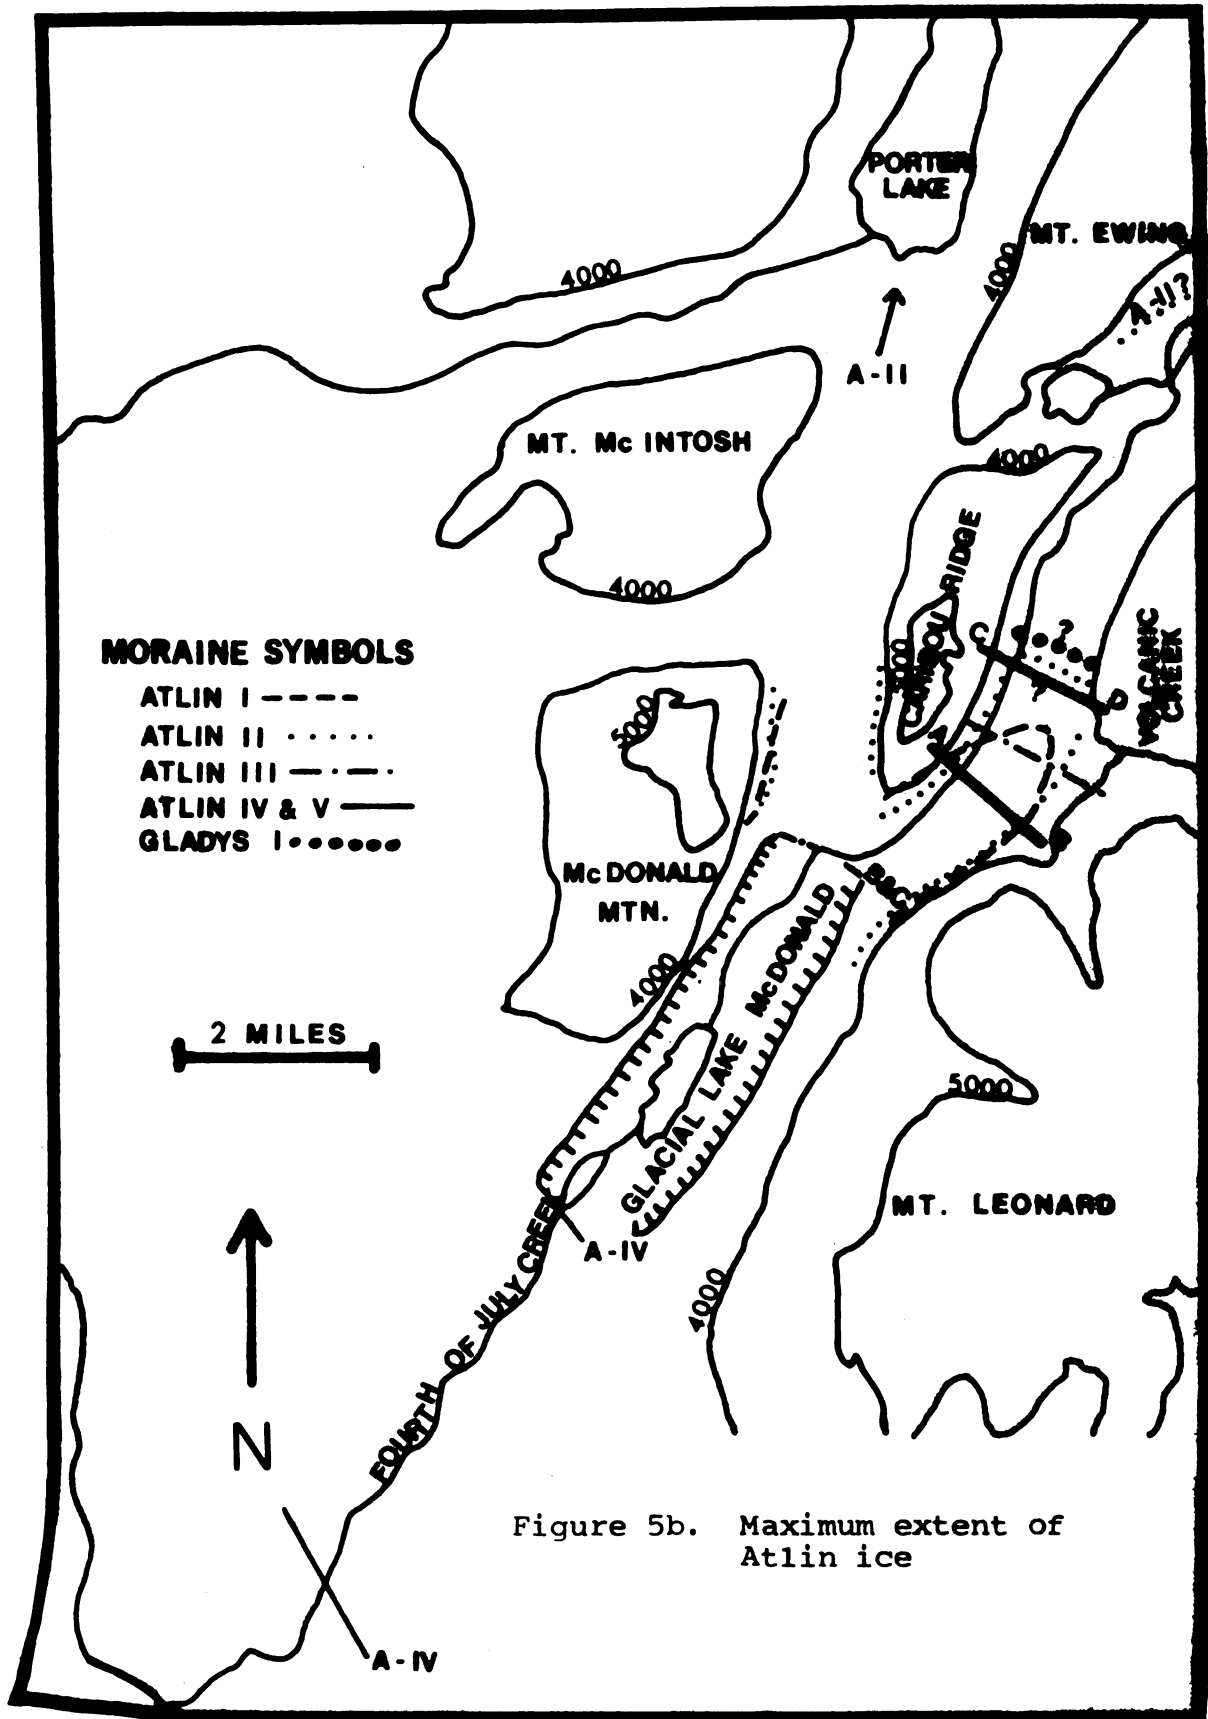 PORTER
LAKE
MT. EWING
4000
4000
A-II?
A-II
MT. Mc INTOSH
4000
4000
CARIBOU RIDGE
5000
C
?
?
D
VOLCANIC
CREEK
A
B
MORAINE SYMBOLS
ATLIN I
ATLIN II
ATLIN III
ATLIN IV & V
GLADYS I
5000
McDONALD
MTN.
4000
B&C
GLACIAL LAKE McDONALD
2 MILES
5000
MT. LEONARD
A-IV
4000
FOURTH OF JULY CREEK
N
A-IV
Figure 5b. Maximum extent of
Atlin ice